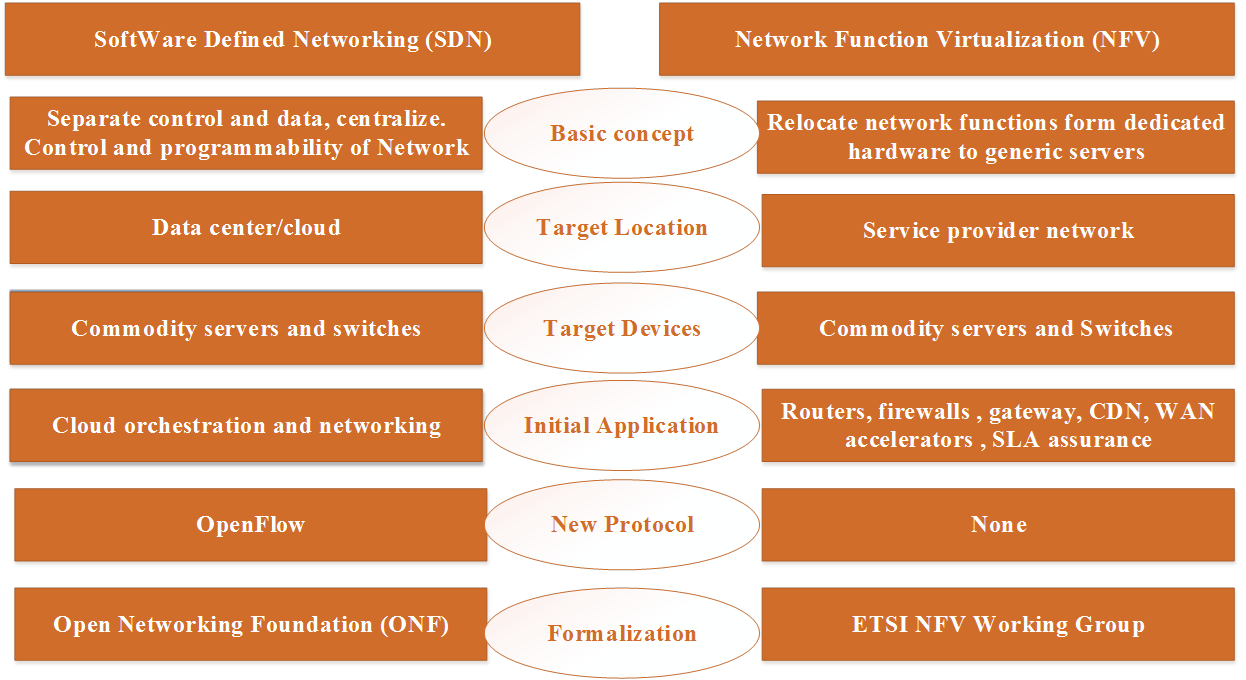 SoftWare Defined Networking (SDN)
Network Function Virtualization (NFV)
Separate control and data, centralize.
Control and programmability of Network
Basic concept
Relocate network functions form dedicated
hardware to generic servers
Data center/cloud
Target Location
Service provider network
Commodity servers and switches
Target Devices
Commodity servers and Switches
Cloud orchestration and networking
Initial Application
Routers, firewalls , gateway, CDN, WAN
accelerators , SLA assurance
OpenFlow
New Protocol
None
Open Networking Foundation (ONF)
Formalization
ETSI NFV Working Group